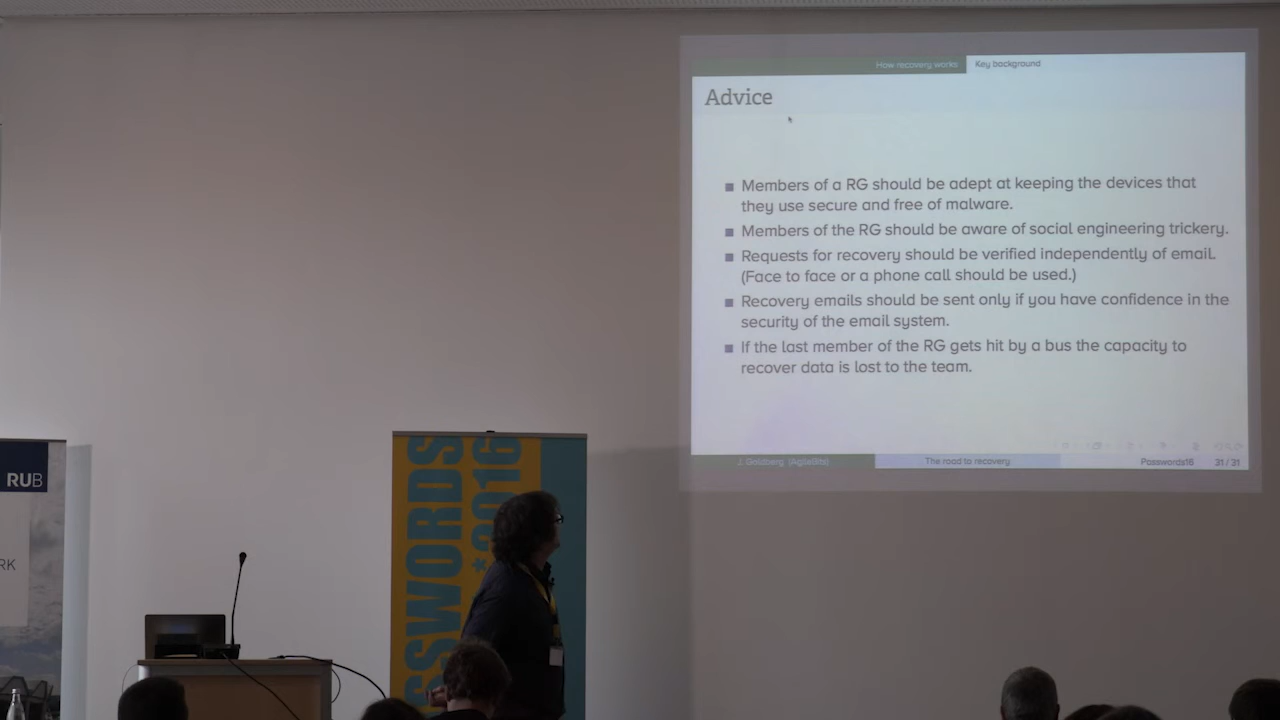 How recovery works
Key background
Advice
Members of a RG should be adept at keeping the devices that
they use secure and free of malware.
Members of the RG should be aware of social engineering trickery.
Requests for recovery should be verified independently of email.
(Face to face or a phone call should be used.)
Recovery emails should be sent only if you have confidence in the
security of the email system.
If the last member of the RG gets hit by a bus the capacity to
recover data is lost to the team.
J. Goldberg (AgileBits)
The road to recovery
Passwords16
31 / 31
RUB
RK
SSWORDS
*2016